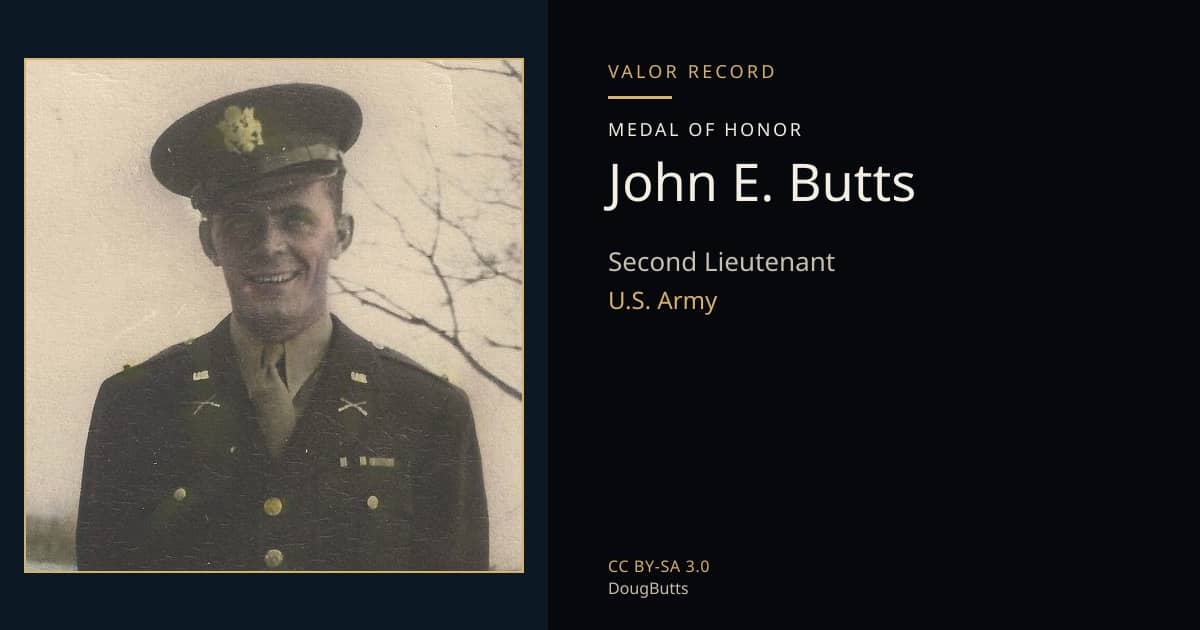 VALOR RECORD
MEDAL OF HONOR
John E. Butts
Second Lieutenant
U.S. Army
CC BY-SA 3.0
DougButts